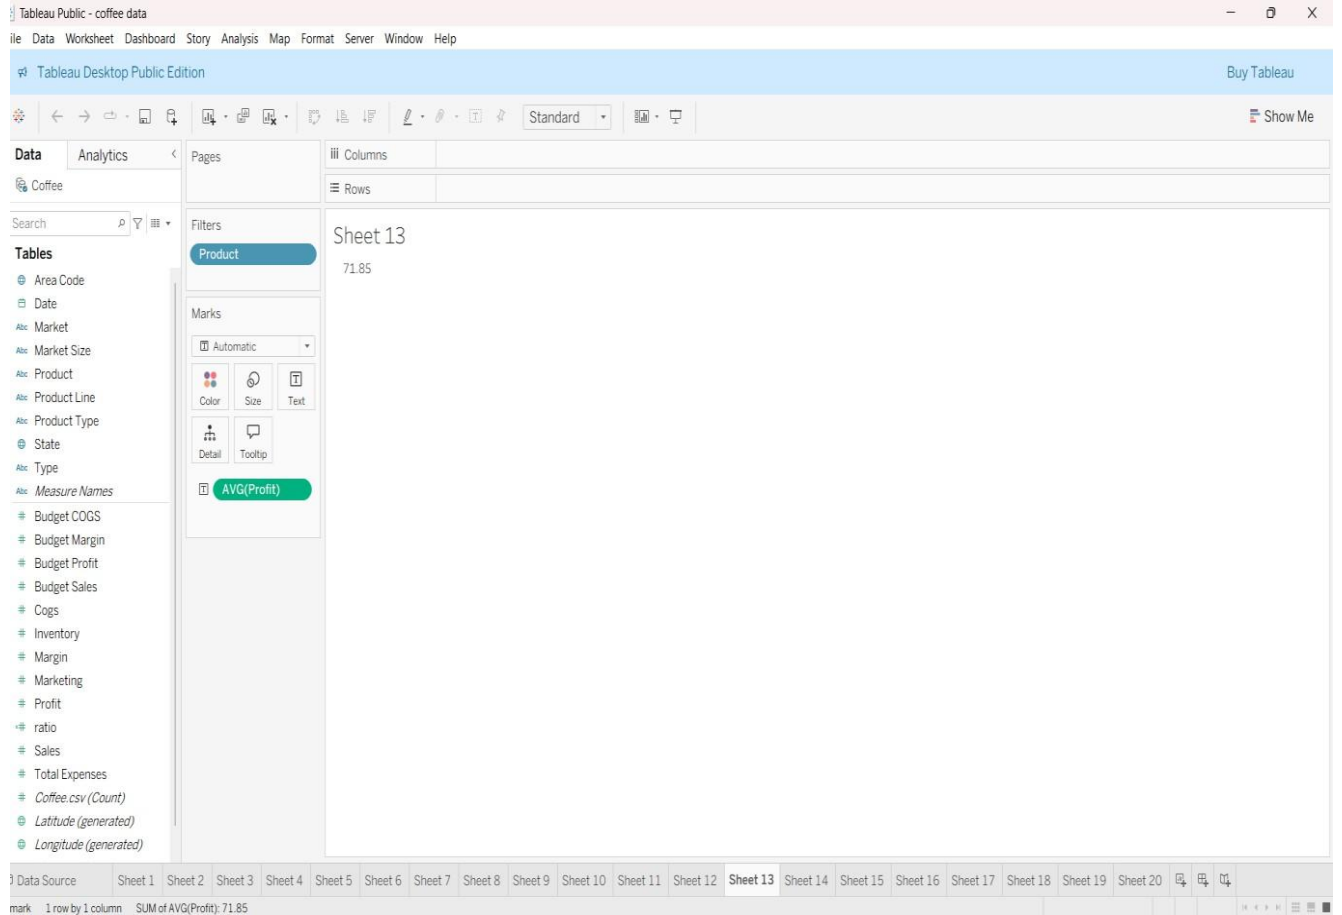 Tableau Public - coffee data
ile Data Worksheet Dashboard Story Analysis Map Format Server Window Help
Tableau Desktop Public Edition Buy Tableau
Standard Show Me
Data Analytics
Coffee
Search
Tables
Area Code
Date
Abc Market
Abc Market Size
Abc Product
Abc Product Line
Abc Product Type
State
Abc Type
Abc Measure Names
# Budget COGS
# Budget Margin
# Budget Profit
# Budget Sales
# Cogs
# Inventory
# Margin
# Marketing
# Profit
=# ratio
# Sales
# Total Expenses
# Coffee.csv (Count)
Latitude (generated)
Longitude (generated)
Pages
Filters
Product
Marks
Automatic
Color Size Text
Detail Tooltip
AVG(Profit)
Columns
Rows
Sheet 13
71.85
Data Source Sheet 1 Sheet 2 Sheet 3 Sheet 4 Sheet 5 Sheet 6 Sheet 7 Sheet 8 Sheet 9 Sheet 10 Sheet 11 Sheet 12 Sheet 13 Sheet 14 Sheet 15 Sheet 16 Sheet 17 Sheet 18 Sheet 19 Sheet 20
mark 1 row by 1 column SUM of AVG(Profit): 71.85